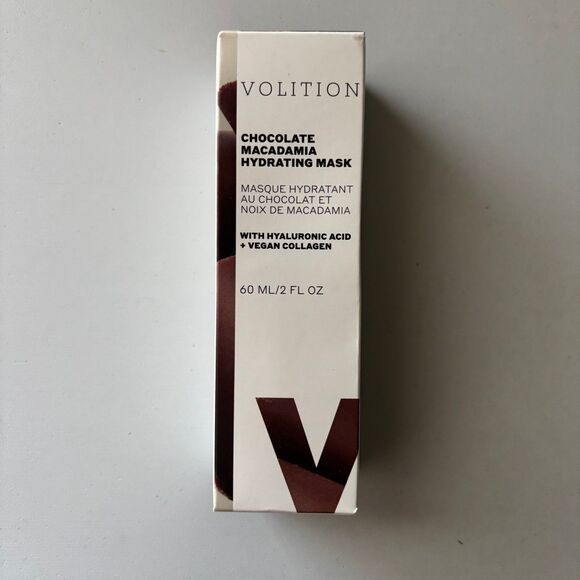 VOLITION
CHOCOLATE
MACADAMIA
HYDRATING MASK
MASQUE HYDRATANT
AU CHOCOLAT ET
NOIX DE MACADAMIA
WITH HYALURONIC ACID
+ VEGAN COLLAGEN
60 ML/2 FL OZ
V